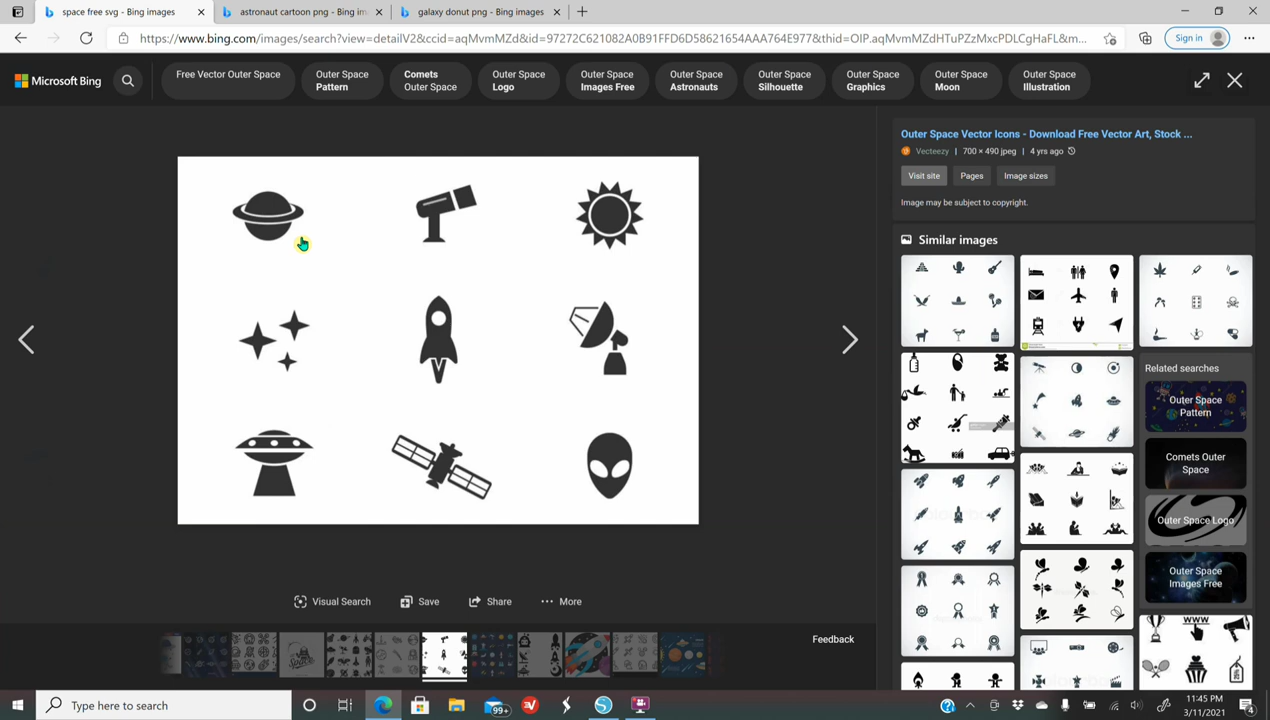 space free svg - Bing images
astronaut cartoon png - Bing im
galaxy donut png - Bing images
https://www.bing.com/images/search?view=detailV2&ccid=aqMvmMZd&id=97272C621082A0B91FFD6D58621654AAA764E977&thid=OIP.aqMvmMZdHTuPZzMxcPDLCgHaFL&m...
Sign in
Microsoft Bing
Free Vector Outer Space
Outer Space
Pattern
Comets
Outer Space
Outer Space
Logo
Outer Space
Images Free
Outer Space
Astronauts
Outer Space
Silhouette
Outer Space
Graphics
Outer Space
Moon
Outer Space
Illustration
Outer Space Vector Icons - Download Free Vector Art, Stock ...
Vecteezy | 700 × 490 jpeg | 4 yrs ago
Visit site
Pages
Image sizes
Image may be subject to copyright.
Similar images
Related searches
Outer Space
Pattern
Comets Outer
Space
Outer Space Logo
Outer Space
Images Free
WWW
Visual Search
Save
Share
More
Space
Feedback
Type here to search
99+
11:45 PM
3/11/2021
4